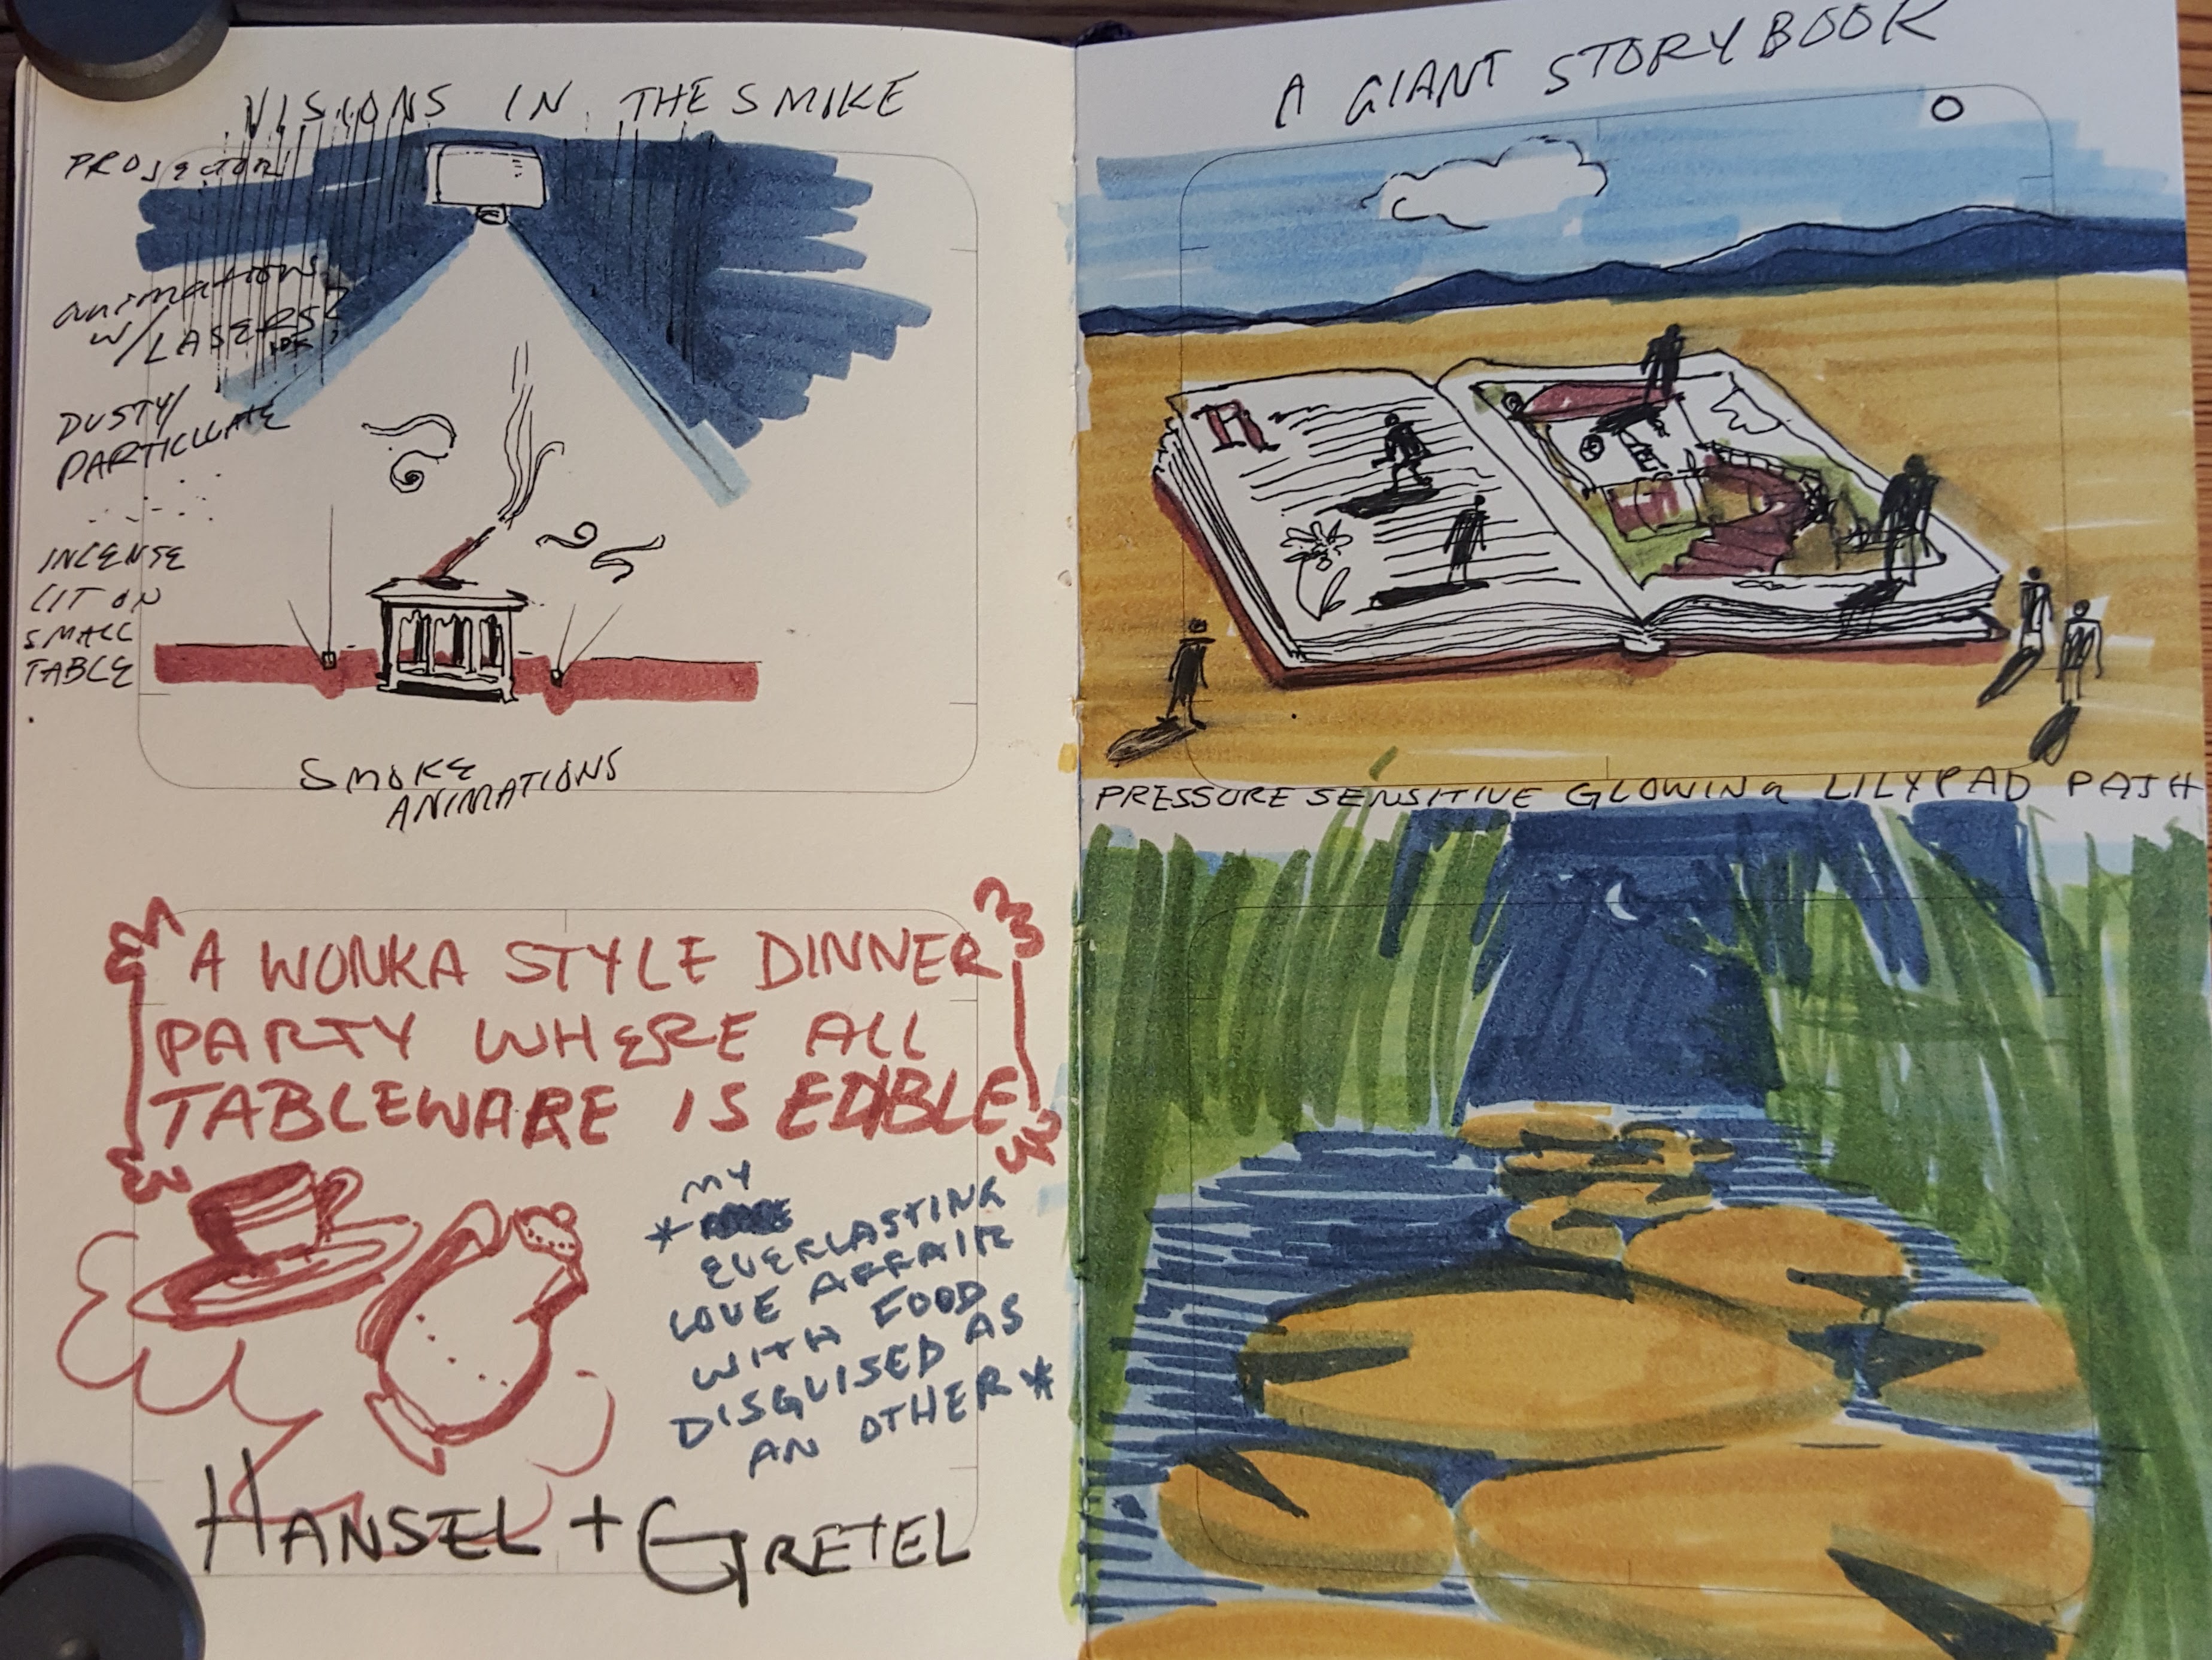 VISIONS IN THE SMIKE
PROJECTOR
animations
w/LASERS?
IDK?
DUSTY/
PARTICULATE
INCENSE
LIT ON
SMALL
TABLE
SMOKE
ANIMATIONS
A WONKA STYLE DINNER
PARTY WHERE ALL
TABLEWARE IS EDIBLE
MY
*
EVERLASTING
LOVE AFFAIR
WITH FOOD
DISGUISED AS
AN OTHER*
HANSEL + GRETEL
A GIANT STORYBOOK
R
PRESSURE SENSITIVE GLOWING LILYPAD PATH